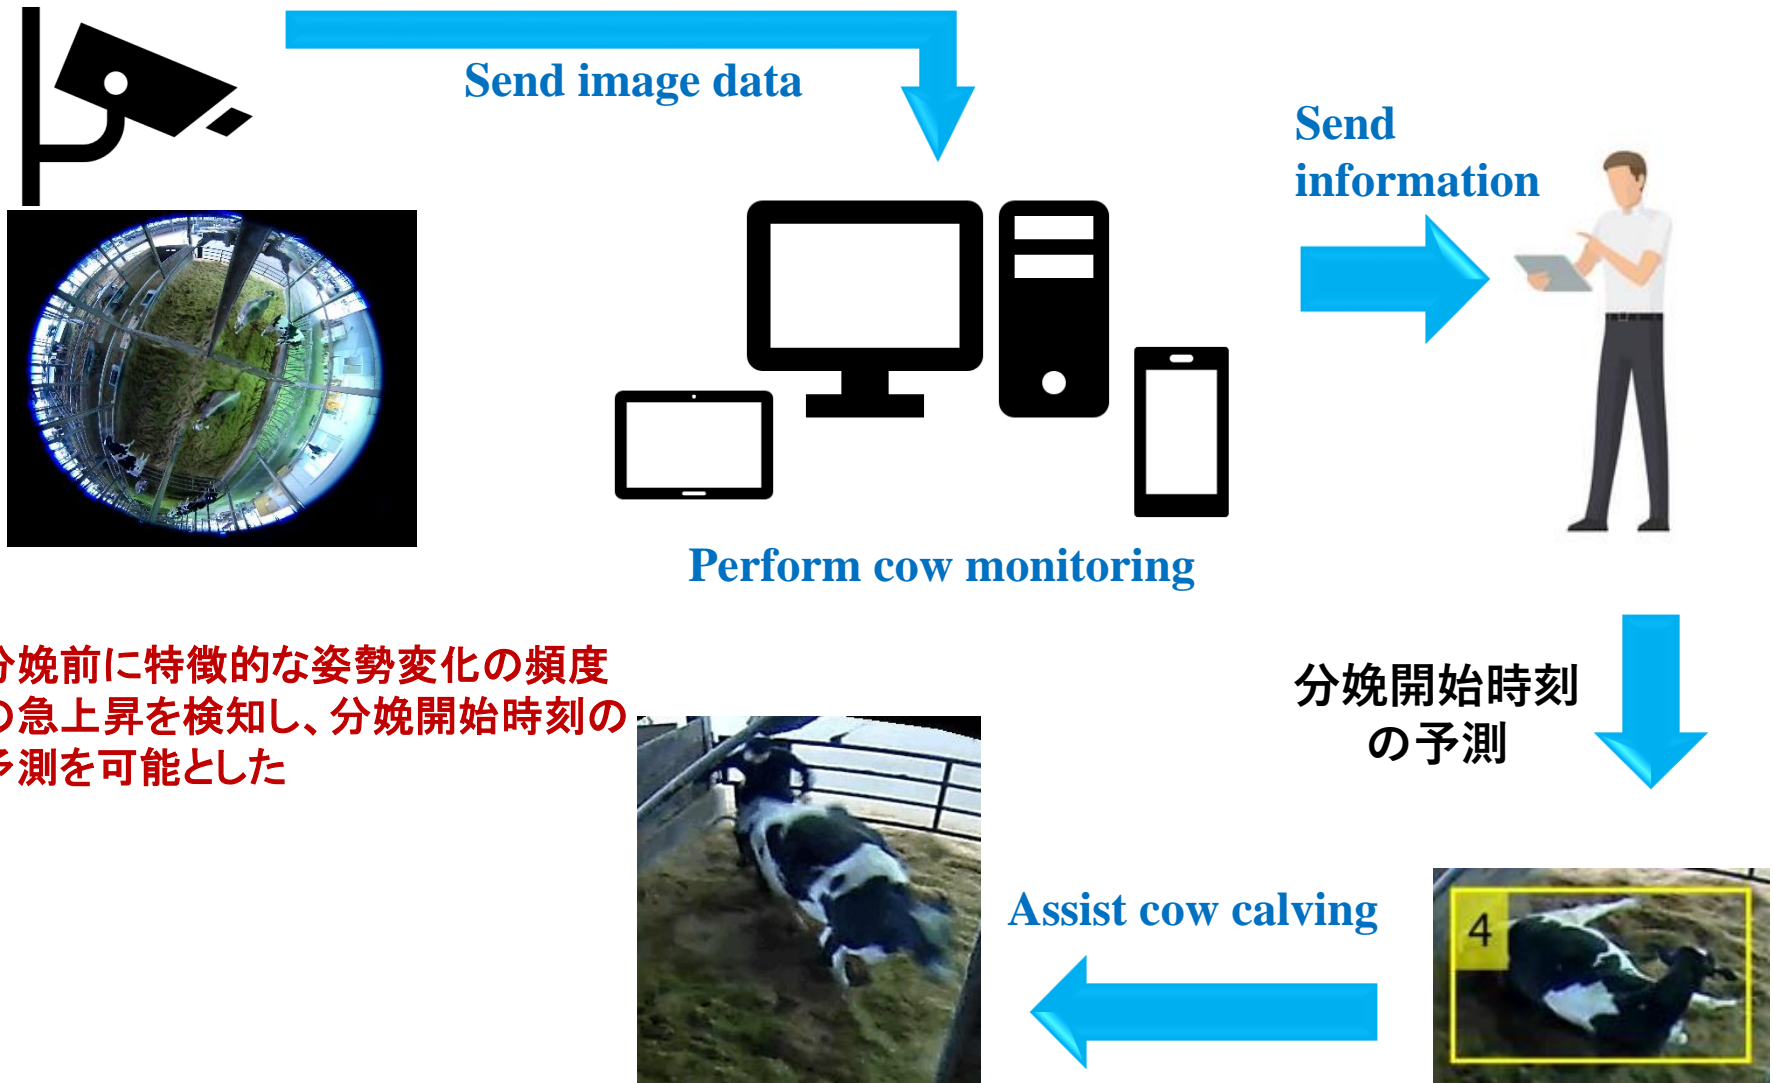 Send image data
Send
information
Perform cow monitoring
分娩前に特徴的な姿勢変化の頻度
の急上昇を検知し、分娩開始時刻の
予測を可能とした
分娩開始時刻
の予測
Assist cow calving
4